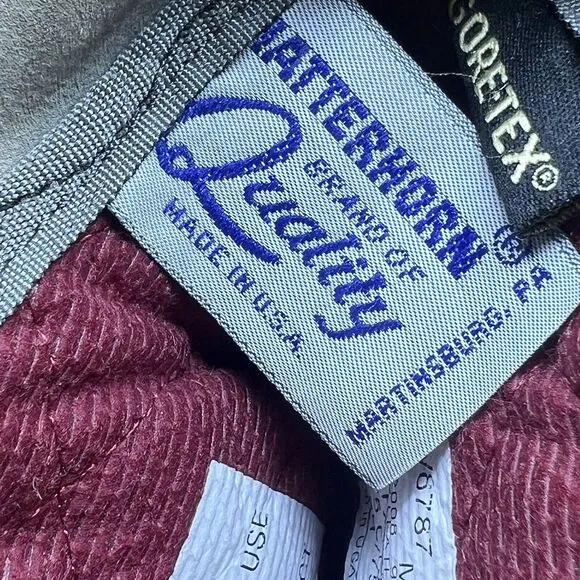 MATTERHORN®
BRAND OF
Quality
MADE IN U.S.A.
MARTINSBURG, PA
GORETEX®
USE